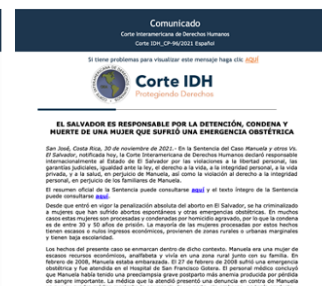 Comunicado
Corte Interamericana de Derechos Humanos
Corte IDH_CP-96/2021 Español
Si tiene problemas para visualizar este mensaje haga clic AQUÍ
Corte IDH
Protegiendo Derechos
EL SALVADOR ES RESPONSABLE POR LA DETENCIÓN, CONDENA Y
MUERTE DE UNA MUJER QUE SUFRIÓ UNA EMERGENCIA OBSTÉTRICA
San José, Costa Rica, 30 de noviembre de 2021.- En la Sentencia del Caso Manuela y otros Vs.
El Salvador, notificada hoy, la Corte Interamericana de Derechos Humanos declaró responsable
internacionalmente al Estado de El Salvador por las violaciones a la libertad personal, las
garantías judiciales, igualdad ante la ley, el derecho a la vida, a la integridad personal, a la vida
privada, y a la salud, en perjuicio de Manuela, así como la violación al derecho a la integridad
personal, en perjuicio de los familiares de Manuela.
El resumen oficial de la Sentencia puede consultarse aquí y el texto íntegro de la Sentencia
puede consultarse aquí.
Desde que entró en vigor la penalización absoluta del aborto en El Salvador, se ha criminalizado
a mujeres que han sufrido abortos espontáneos y otras emergencias obstétricas. En muchos
casos estas mujeres son procesadas y condenadas por homicidio agravado, por lo que la condena
es de entre 30 y 50 años de prisión. La mayoría de las mujeres procesadas por estos hechos
tienen escasos o nulos ingresos económicos, provienen de zonas rurales o urbanas marginales
y tienen baja escolaridad.
Los hechos del presente caso se enmarcan dentro de dicho contexto. Manuela era una mujer de
escasos recursos económicos, analfabeta y vivía en una zona rural junto con su familia. En
febrero de 2008, Manuela estaba embarazada. El 27 de febrero de 2008 sufrió una emergencia
obstétrica y fue atendida en el Hospital de San Francisco Gotera. El personal médico concluyó
que Manuela había tenido una preeclampsia grave postparto más anemia producida por pérdida
de sangre importante. La médica que la atendió presentó una denuncia en contra de Manuela